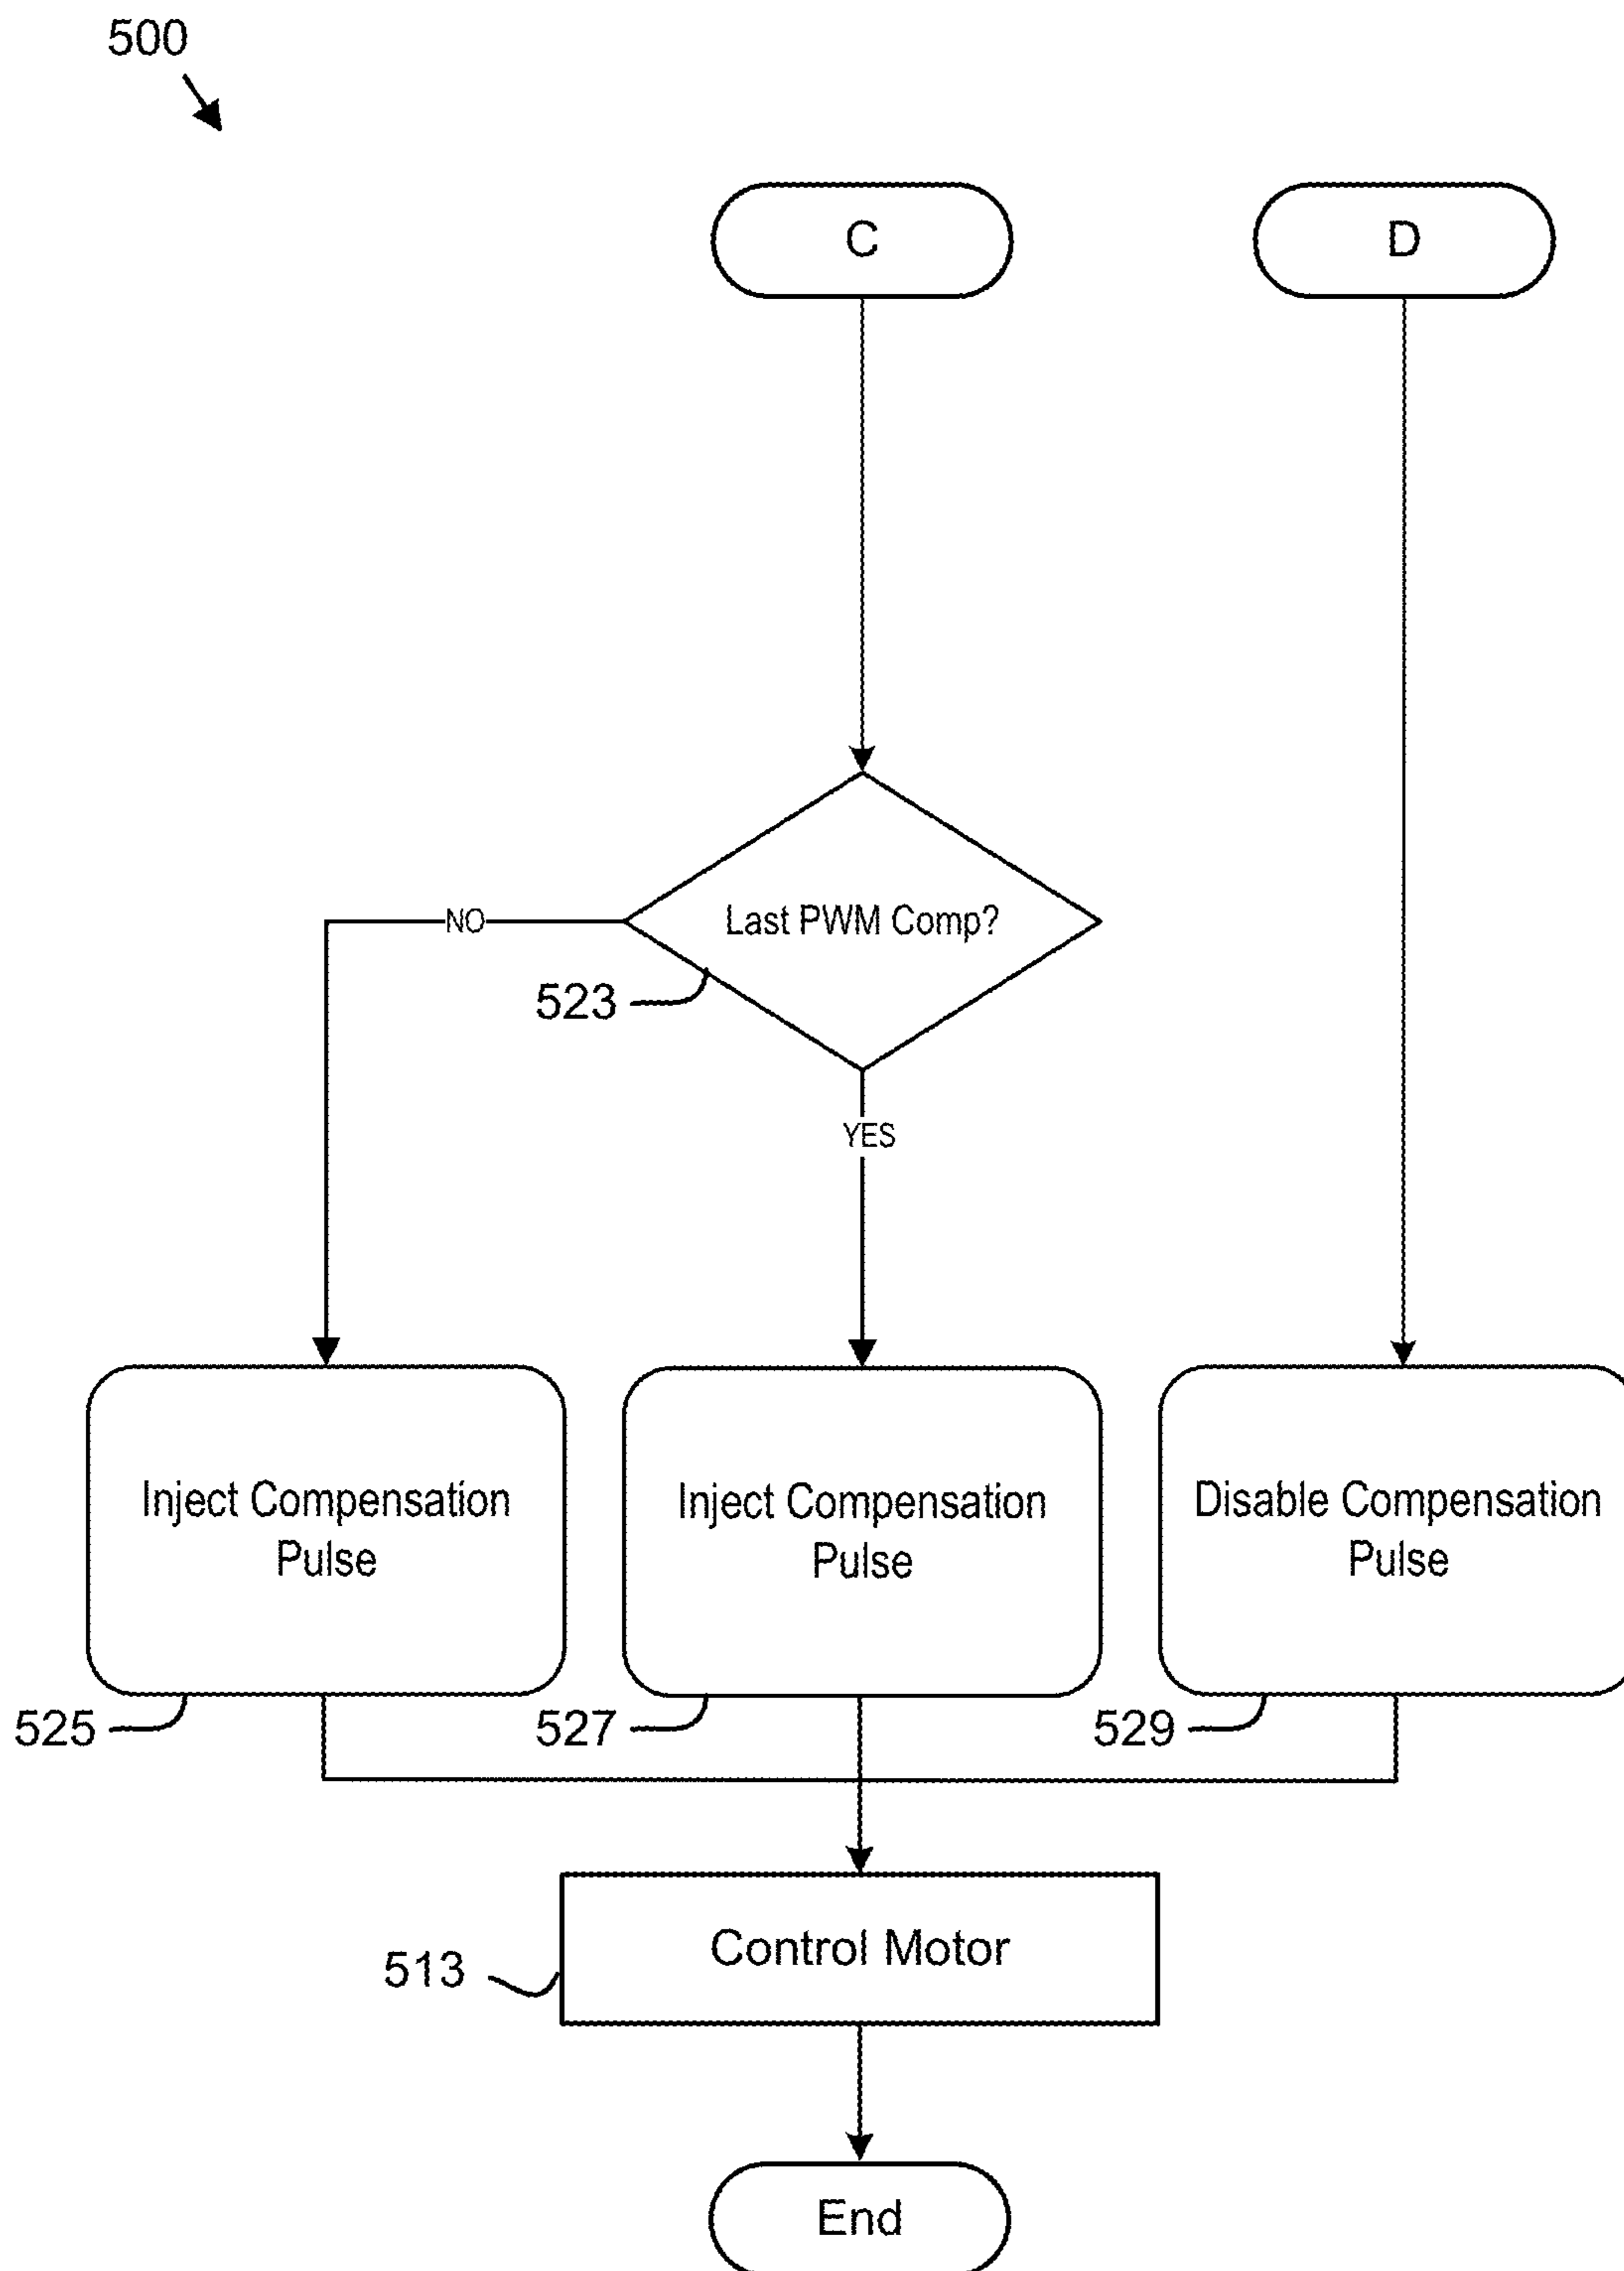 500
C
D
Last PWM Comp?
NO
523
YES
Inject Compensation
Pulse
Inject Compensation
Pulse
Disable Compensation
Pulse
525
527
529
Control Motor
513
End